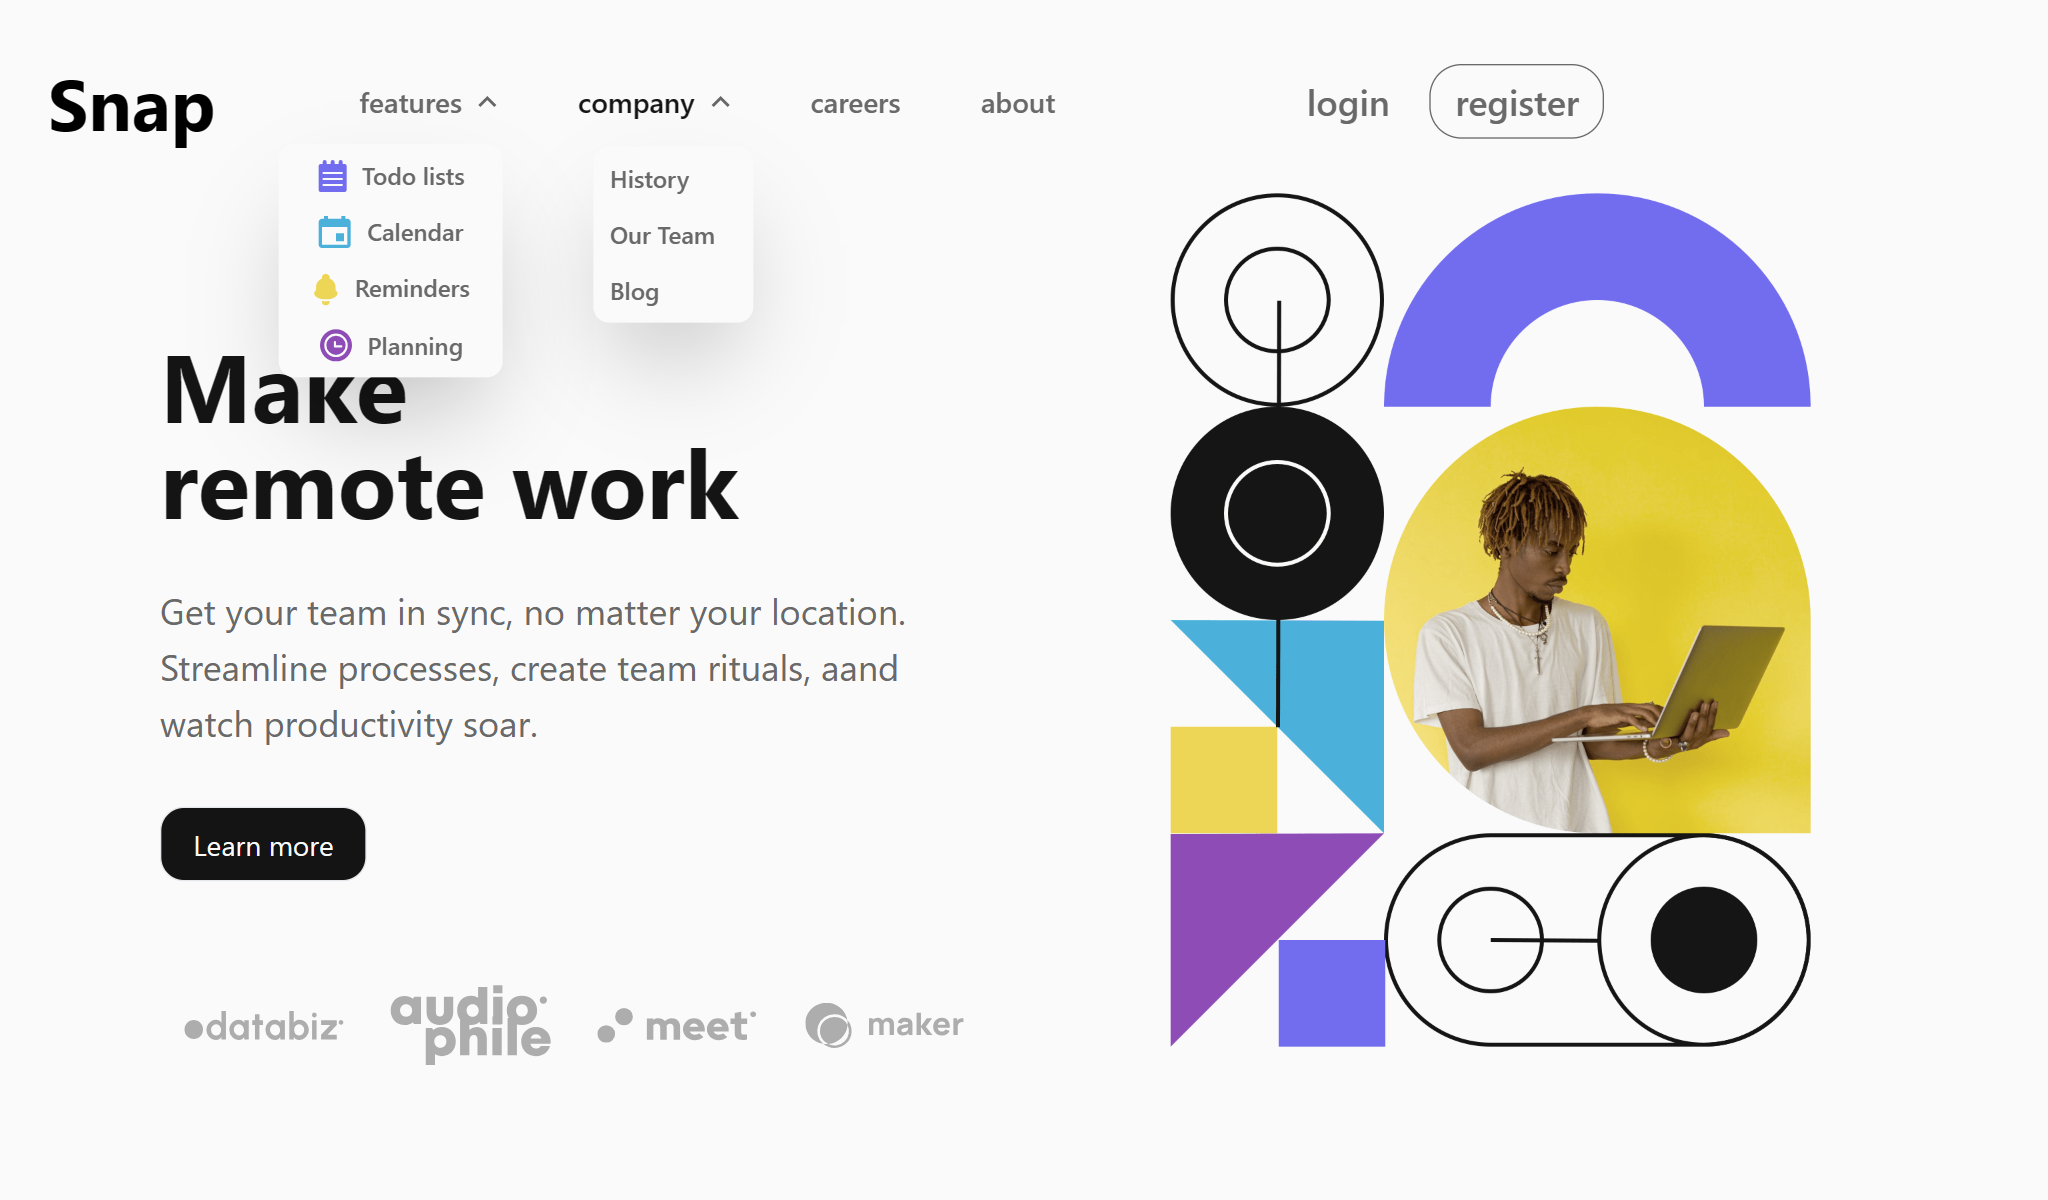 Snap
features
company
careers
about
login
register
Todo lists
Calendar
Reminders
Planning
History
Our Team
Blog
Make
remote work
Get your team in sync, no matter your location.
Streamline processes, create team rituals, aand
watch productivity soar.
Learn more
databiz
audio
phile
meet
maker